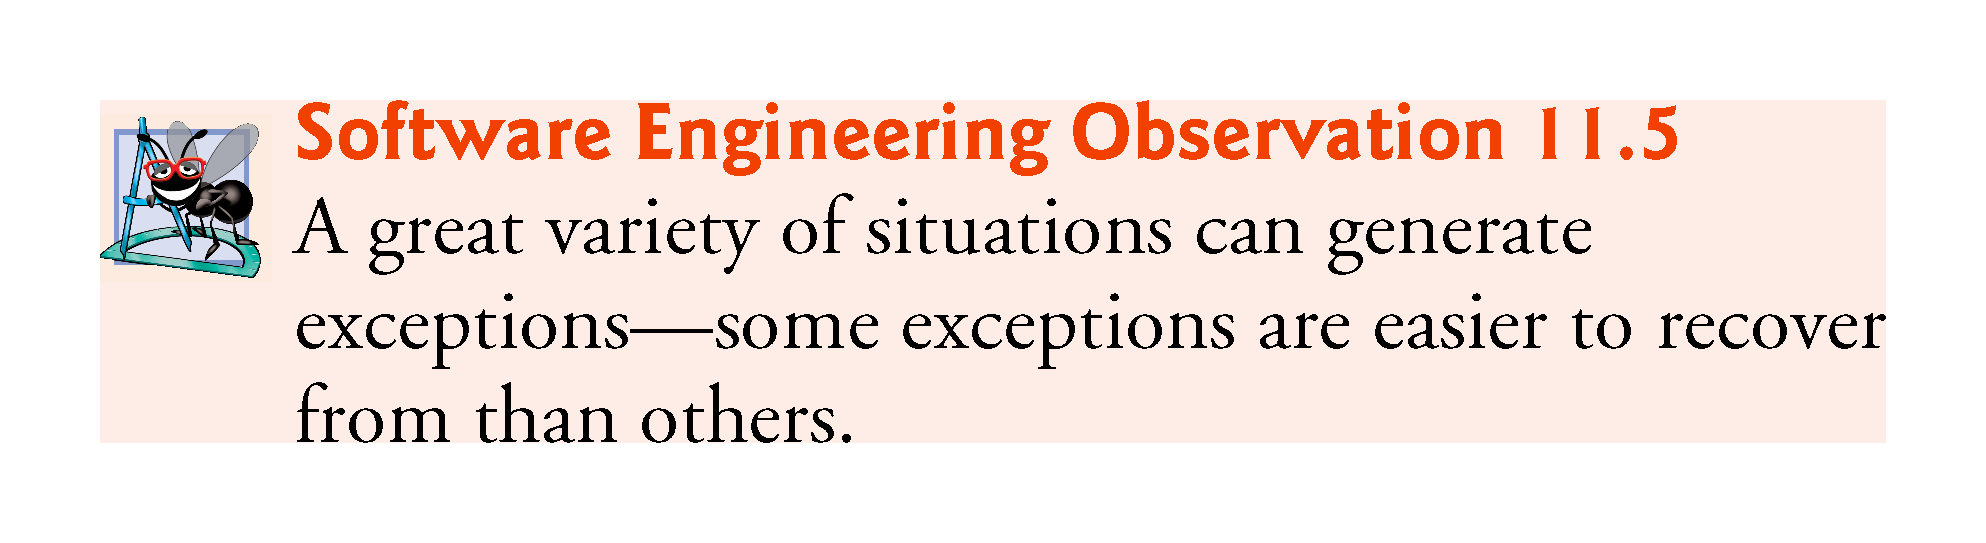 Software Engineering Observation 11.5
A great variety of situations can generate
exceptions—some exceptions are easier to recover
from than others.